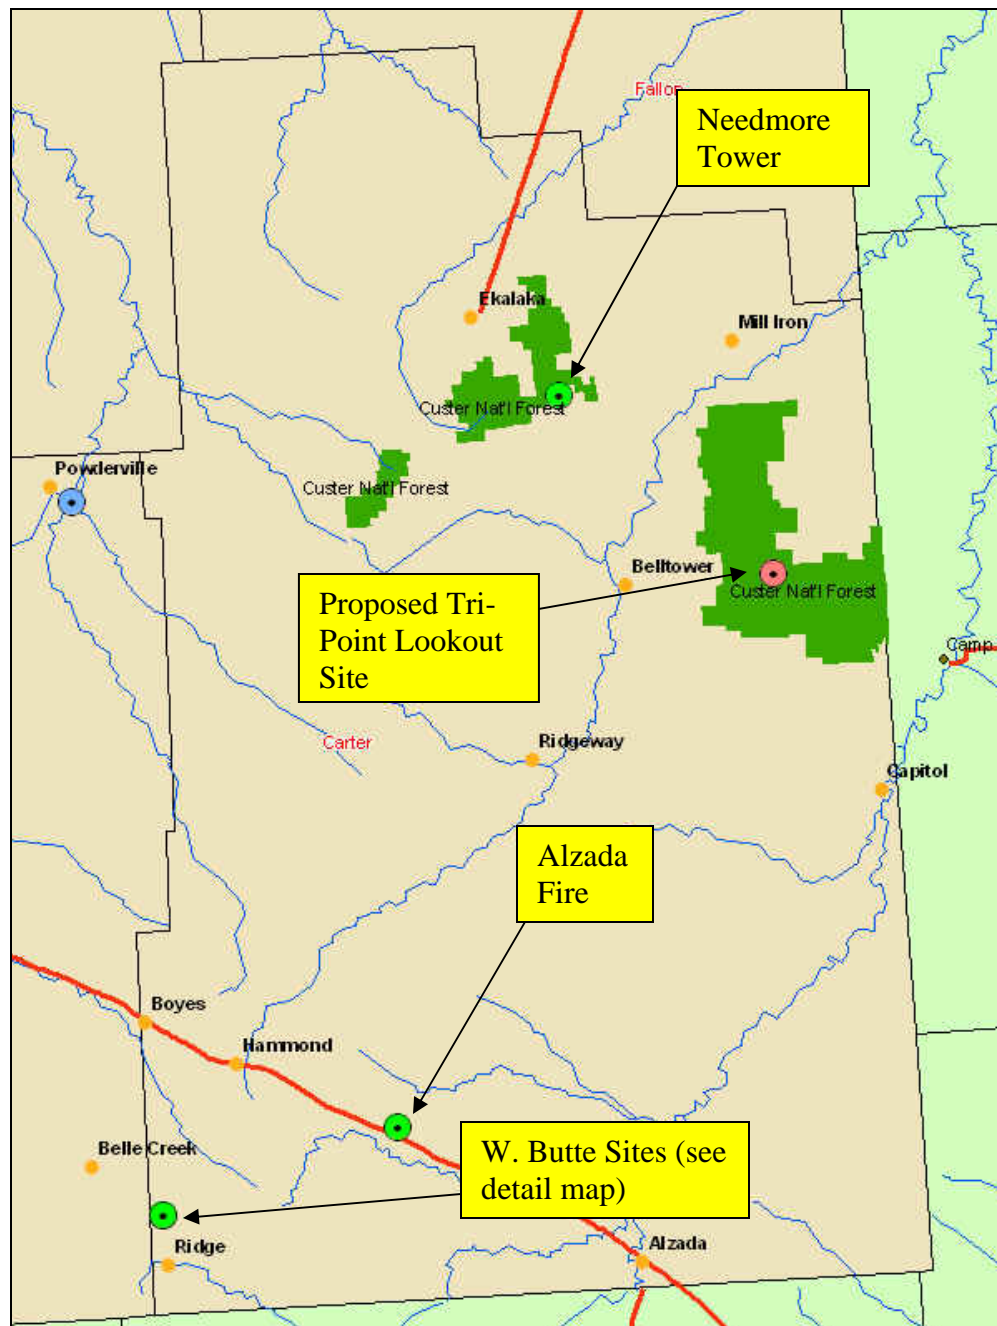 Fallon
Needmore
Tower
Ekalaka
Mill Iron
Custer Nat'l Forest
Powderville
Custer Nat'l Forest
Belltower
Custer Nat'l Forest
Proposed Tri-
Point Lookout
Site
Camp
Carter
Ridgeway
Capitol
Alzada
Fire
Boyes
Hammond
Belle Creek
W. Butte Sites (see
detail map)
Ridge
Alzada